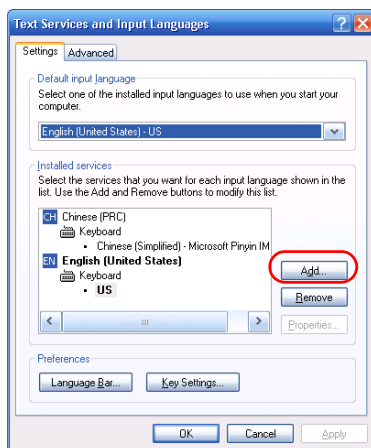 Text Services and Input Languages
Settings
Advanced
Default input language
Select one of the installed input languages to use when you start your
computer.
English (United States) - US
Installed services
Select the services that you want for each input language shown in the
list. Use the Add and Remove buttons to modify this list.
CH Chinese (PRC)
Keyboard
• Chinese (Simplified) - Microsoft Pinyin IM
EN English (United States)
Keyboard
• US
Add...
Remove
Properties...
Preferences
Language Bar...
Key Settings...
OK
Cancel
Apply